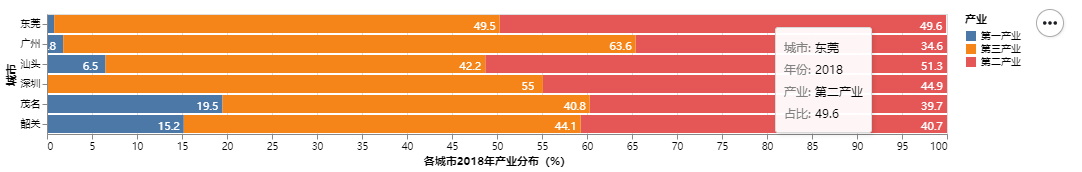 东莞 49.5 49.6
广州 .8 63.6 34.6
汕头 6.5 42.2 51.3
深圳 55 44.9
茂名 19.5 40.8 39.7
韶关 15.2 44.1 40.7
城市
0 5 10 15 20 25 30 35 40 45 50 55 60 65 70 75 80 85 90 95 100
各城市2018年产业分布（%）
城市: 东莞
年份: 2018
产业: 第二产业
占比: 49.6
产业
第一产业
第三产业
第二产业